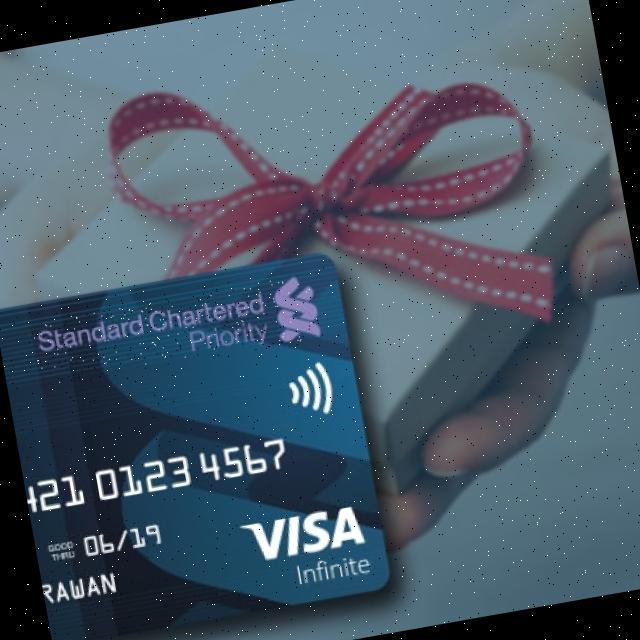 Standard Chartered
Priority
421 0123 4567
GOOD
THRU 06/19
RAWAN
VISA
Infinite